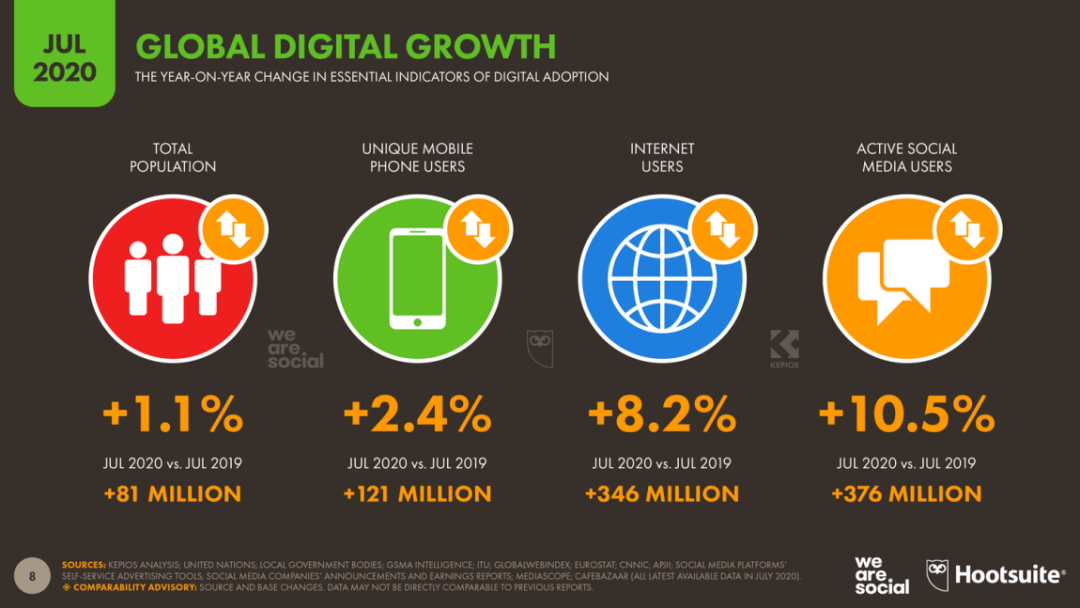 JUL
2020
GLOBAL DIGITAL GROWTH
THE YEAR-ON-YEAR CHANGE IN ESSENTIAL INDICATORS OF DIGITAL ADOPTION
TOTAL
POPULATION
UNIQUE MOBILE
PHONE USERS
INTERNET
USERS
ACTIVE SOCIAL
MEDIA USERS
we
are
social
KEPIOS
+1.1%
+2.4%
+8.2%
+10.5%
JUL 2020 vs. JUL 2019
JUL 2020 vs. JUL 2019
JUL 2020 vs. JUL 2019
JUL 2020 vs. JUL 2019
+81 MILLION
+121 MILLION
+346 MILLION
+376 MILLION
8
SOURCES: KEPIOS ANALYSIS; UNITED NATIONS; LOCAL GOVERNMENT BODIES; GSMA INTELLIGENCE; ITU; GLOBALWEBINDEX; EUROSTAT; CNNIC; APJII; SOCIAL MEDIA PLATFORMS'
SELF-SERVICE ADVERTISING TOOLS; SOCIAL MEDIA COMPANIES' ANNOUNCEMENTS AND EARNINGS REPORTS; MEDIASCOPE; CAFEBAZAAR (ALL LATEST AVAILABLE DATA IN JULY 2020).
COMPARABILITY ADVISORY: SOURCE AND BASE CHANGES. DATA MAY NOT BE DIRECTLY COMPARABLE TO PREVIOUS REPORTS.
we
are
social
Hootsuite®